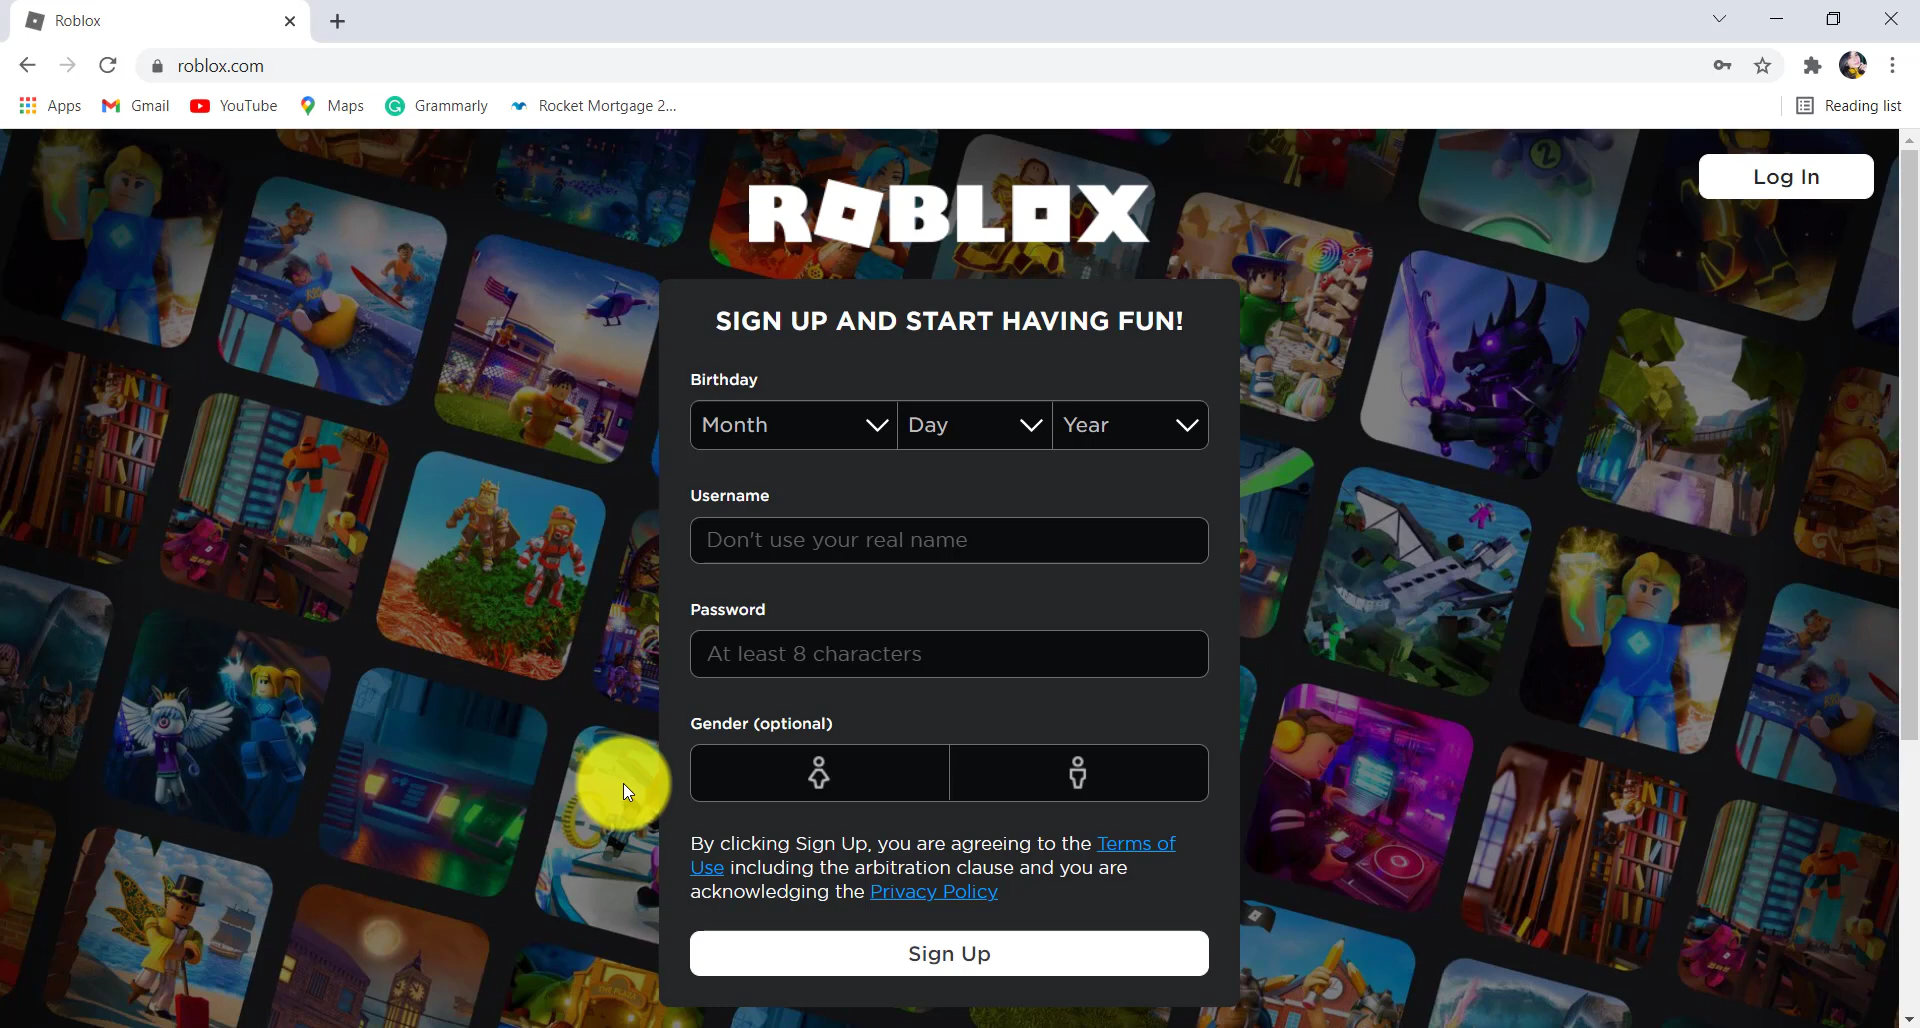 Roblox
roblox.com
Apps Gmail YouTube Maps Grammarly Rocket Mortgage 2... Reading list
Log In
ROBLOX
SIGN UP AND START HAVING FUN!
Birthday
Month Day Year
Username
Don't use your real name
Password
At least 8 characters
Gender (optional)
By clicking Sign Up, you are agreeing to the Terms of
Use including the arbitration clause and you are
acknowledging the Privacy Policy
Sign Up
2
THE PLAZA